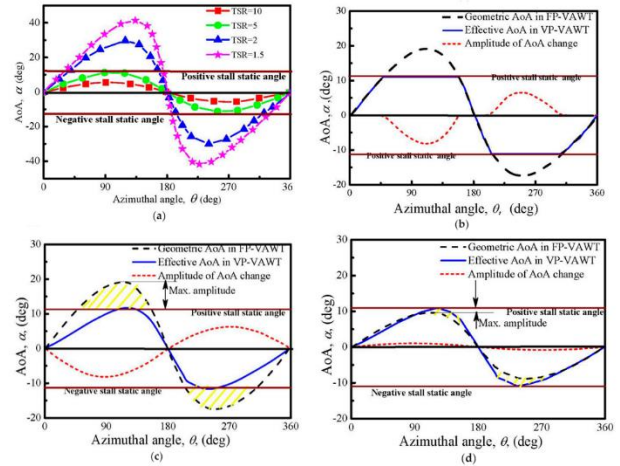 (a)
TSR=10
TSR=5
TSR=2
TSR=1.5
Positive stall static angle
Negative stall static angle
AoA, α (deg)
40
20
0
-20
-40
0 90 180 270 36
Azimuthal angle, θ (deg)
(a)
Geometric AoA in FP-VAWT
Effective AoA in VP-VAWT
Amplitude of AoA change
Positive stall static angle
Positive stall static angle
AoA, α, (deg)
30
20
10
0
-10
-20
0 90 180 270 360
Azimuthal angle, θ, (deg)
(b)
Geometric AoA in FP-VAWT
Effective AoA in VP-VAWT
Amplitude of AoA change
Max. amplitude
Positive stall static angle
Negative stall static angle
AoA, α, (deg)
30
20
10
0
-10
-20
0 90 180 270 360
Azimuthal angle, θ, (deg)
(c)
Geometric AoA in FP-VAWT
Effective AoA in VP-VAWT
Amplitude of AoA change
Positive stall static angle
Max. amplitude
Negative stall static angle
AoA, α, (deg)
30
20
10
0
-10
-20
0 90 180 270 360
Azimuthal angle, θ, (deg)
(d)